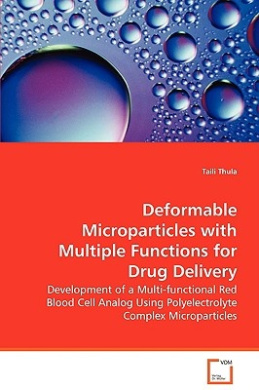 Taili Thula
Deformable
Microparticles with
Multiple Functions for
Drug Delivery
Development of a Multi-functional Red
Blood Cell Analog Using Polyelectrolyte
Complex Microparticles
VDM